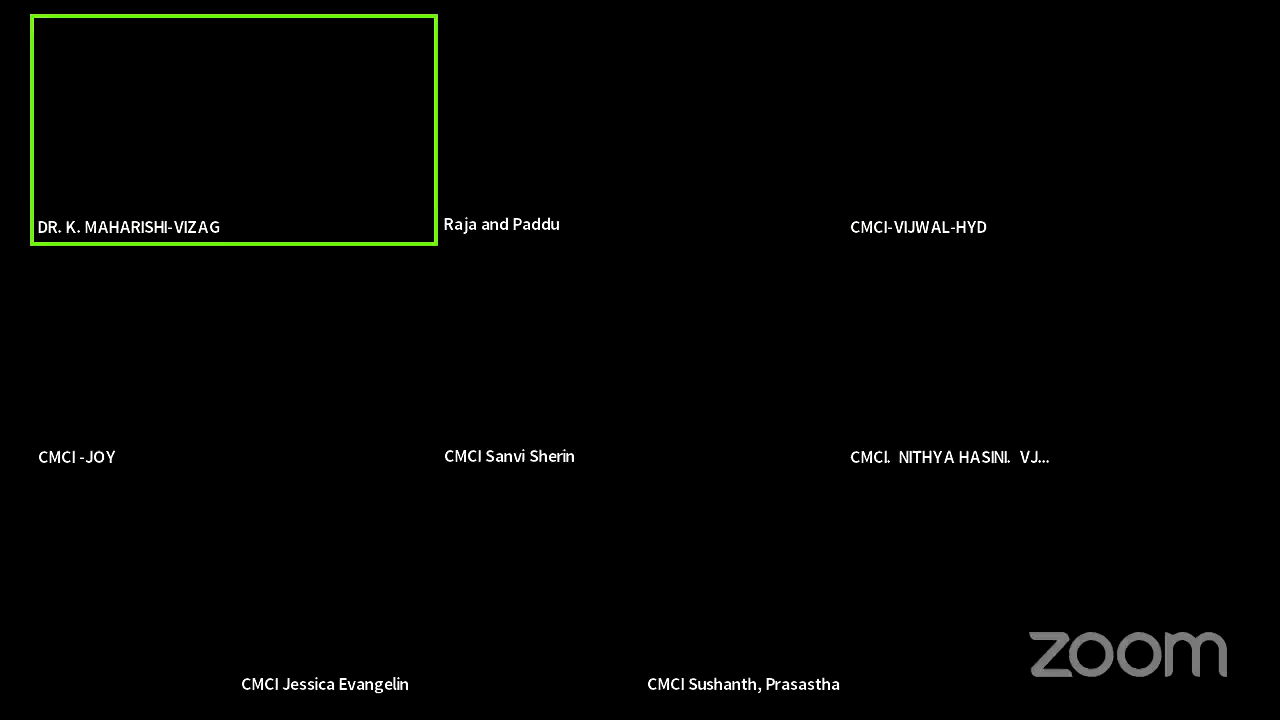 DR. K. MAHARISHI-VIZAG
Raja and Paddu
CMCI-VIJWAL-HYD
CMCI -JOY
CMCI Sanvi Sherin
CMCI. NITHYA HASINI. VJ...
CMCI Jessica Evangelin
CMCI Sushanth, Prasastha
zoom